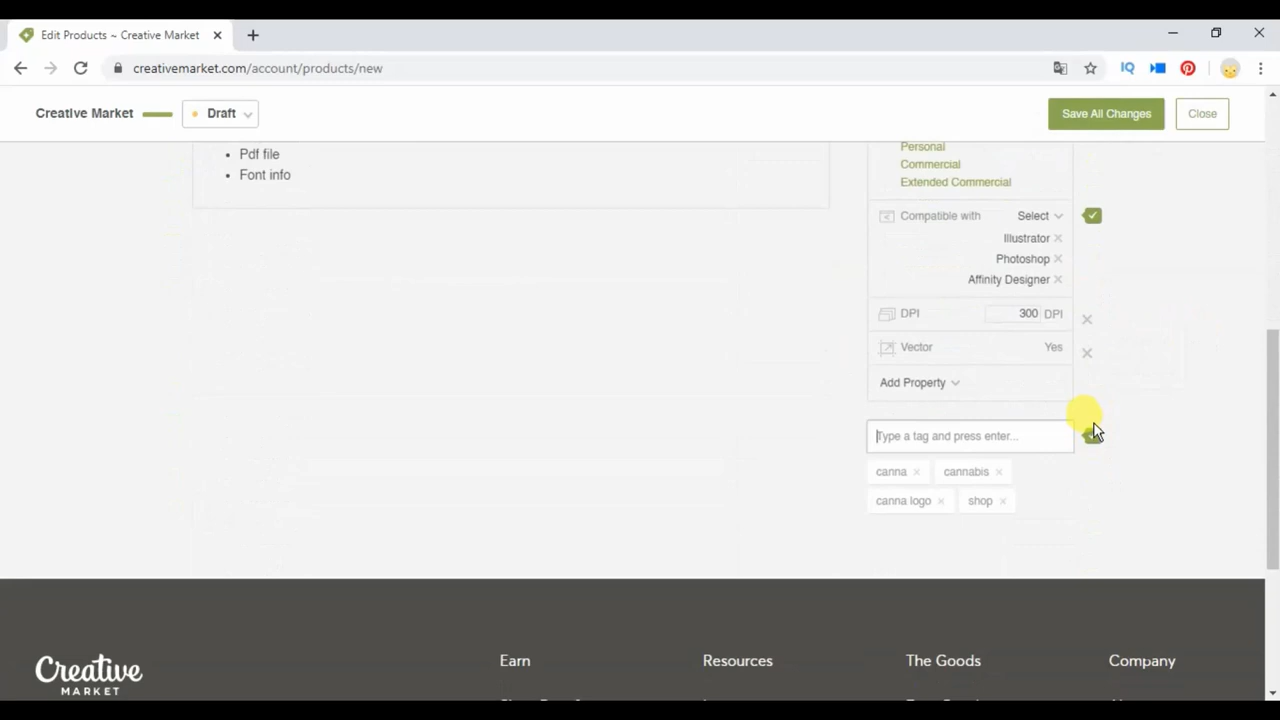 Edit Products ~ Creative Market
creativemarket.com/account/products/new
IQ
Creative Market
Draft
Save All Changes
Close
Pdf file
Font info
Personal
Commercial
Extended Commercial
Compatible with Select
Illustrator
Photoshop
Affinity Designer
DPI 300 DPI
Vector Yes
Add Property
Type a tag and press enter...
canna cannabis
canna logo shop
Creative
MARKET
Earn Resources The Goods Company